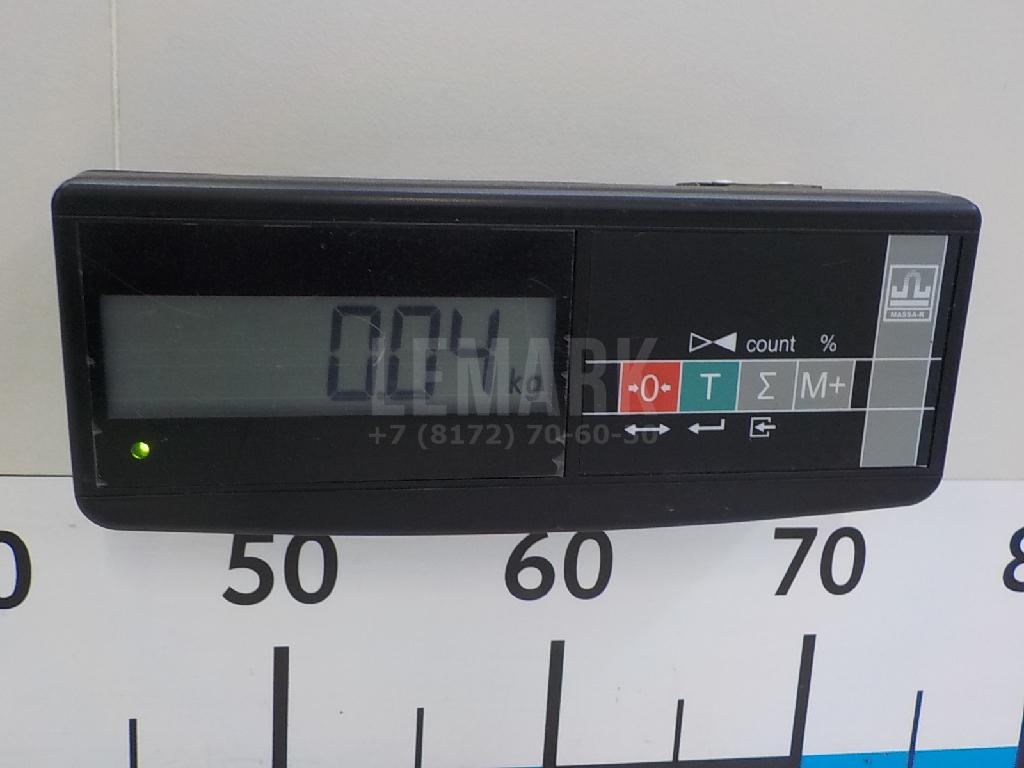 MASSA-K
count %
0.04 kg
→0← T Σ M+
LEMARK
+7 (8172) 70-60-30
50 60 70